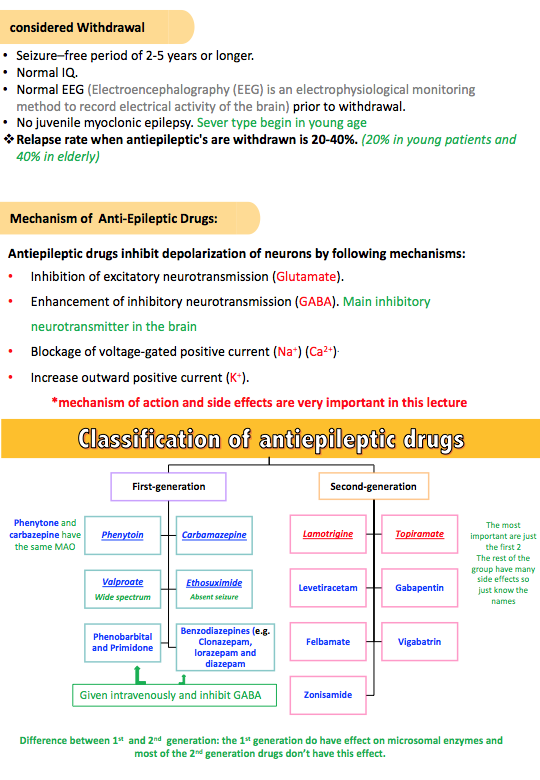 considered Withdrawal
• Seizure–free period of 2-5 years or longer.
• Normal IQ.
• Normal EEG (Electroencephalography (EEG) is an electrophysiological monitoring
method to record electrical activity of the brain) prior to withdrawal.
• No juvenile myoclonic epilepsy. Sever type begin in young age
❖Relapse rate when antiepileptic's are withdrawn is 20-40%. (20% in young patients and
40% in elderly)
Mechanism of Anti-Epileptic Drugs:
Antiepileptic drugs inhibit depolarization of neurons by following mechanisms:
• Inhibition of excitatory neurotransmission (Glutamate).
• Enhancement of inhibitory neurotransmission (GABA). Main inhibitory
neurotransmitter in the brain
• Blockage of voltage-gated positive current (Na⁺) (Ca²⁺).
• Increase outward positive current (K⁺).
*mechanism of action and side effects are very important in this lecture
Classification of antiepileptic drugs
First-generation
Second-generation
Phenytone and
carbazepine have
the same MAO
Phenytoin
Carbamazepine
Lamotrigine
Topiramate
The most
important are just
the first 2
The rest of the
group have many
side effects so
just know the
names
Valproate
Wide spectrum
Ethosuximide
Absent seizure
Levetiracetam
Gabapentin
Phenobarbital
and Primidone
Benzodiazepines (e.g.
Clonazepam,
lorazepam and
diazepam
Felbamate
Vigabatrin
Given intravenously and inhibit GABA
Zonisamide
Difference between 1st and 2nd generation: the 1st generation do have effect on microsomal enzymes and
most of the 2nd generation drugs don't have this effect.